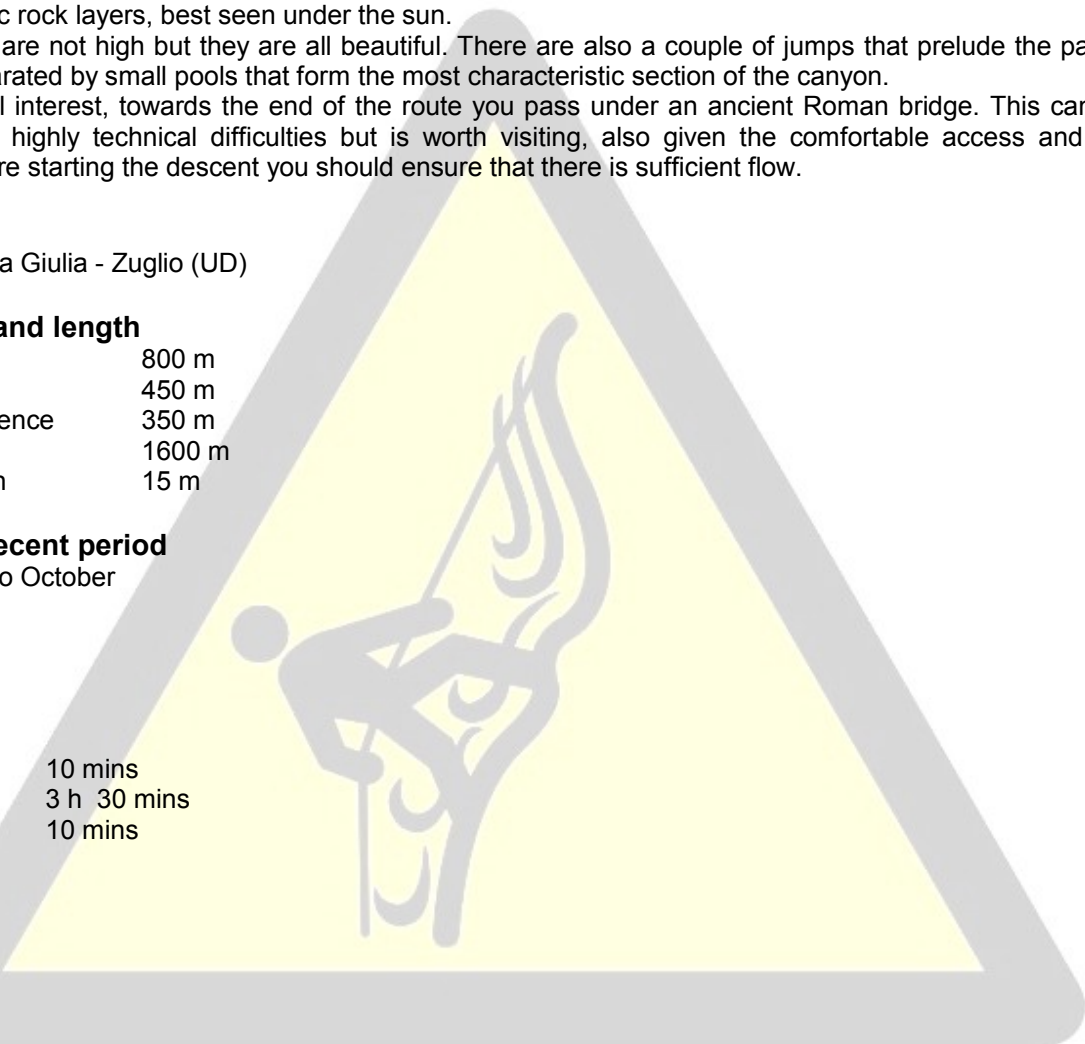 c rock layers, best seen under the sun.
are not high but they are all beautiful. There are also a couple of jumps that prelude the pa
arated by small pools that form the most characteristic section of the canyon.
l interest, towards the end of the route you pass under an ancient Roman bridge. This car
highly technical difficulties but is worth visiting, also given the comfortable access and
re starting the descent you should ensure that there is sufficient flow.
a Giulia - Zuglio (UD)
and length
800 m
450 m
ence 350 m
1600 m
n 15 m
ecent period
o October
10 mins
3 h 30 mins
10 mins